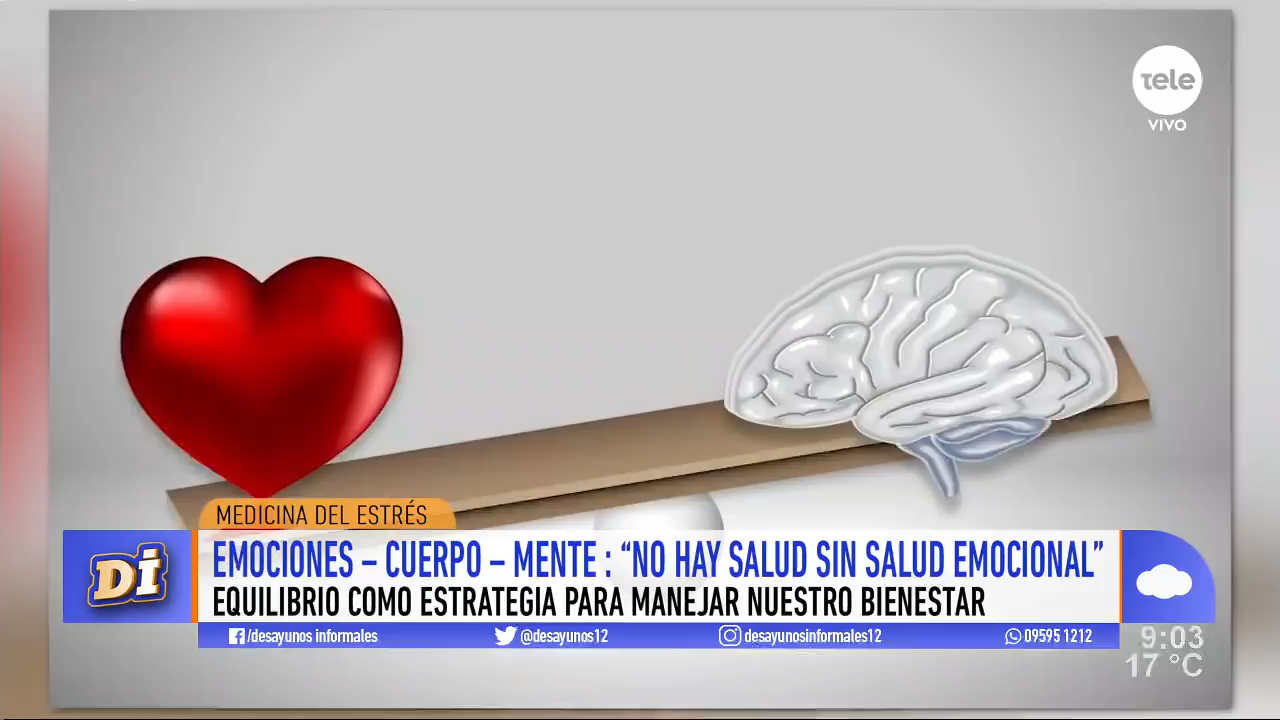 tele
VIVO
MEDICINA DEL ESTRÉS
Di
EMOCIONES – CUERPO – MENTE : “NO HAY SALUD SIN SALUD EMOCIONAL”
EQUILIBRIO COMO ESTRATEGIA PARA MANEJAR NUESTRO BIENESTAR
/desayunos informales @desayunos12 desayunosinformales12 09595 1212
9:03
17 °C